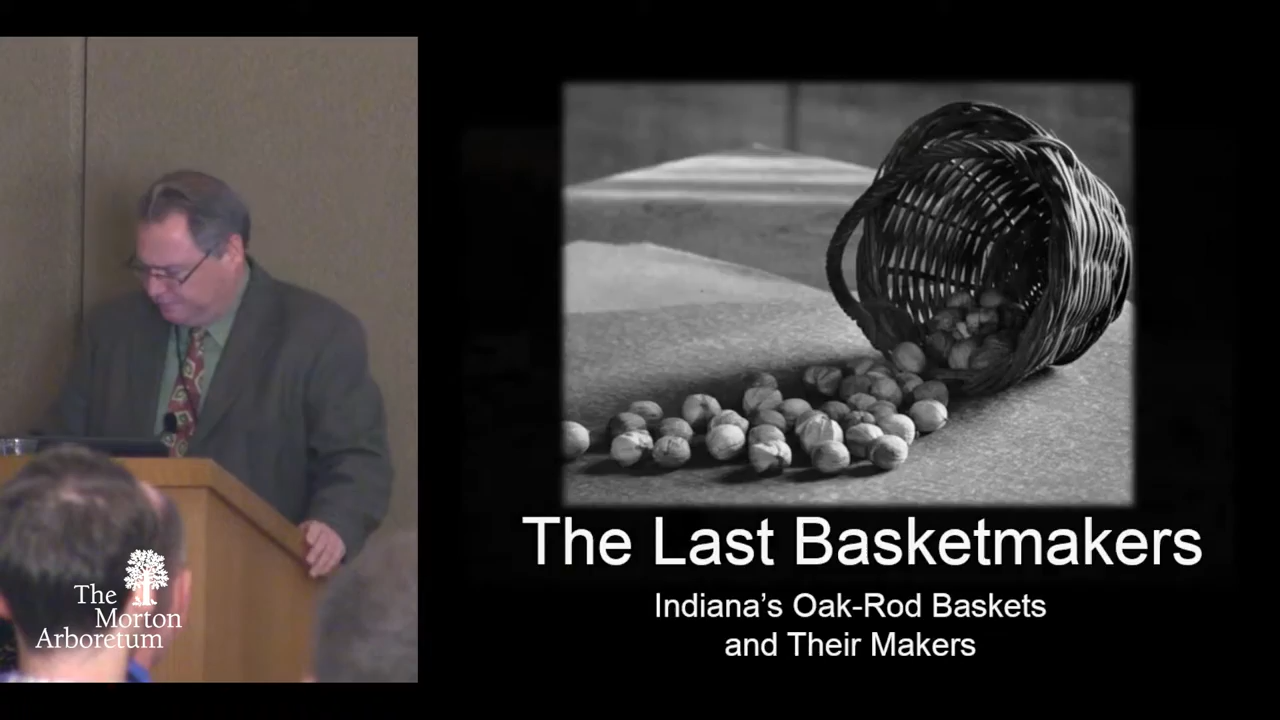 The Last Basketmakers
Indiana's Oak-Rod Baskets
and Their Makers
The
Morton
Arboretum